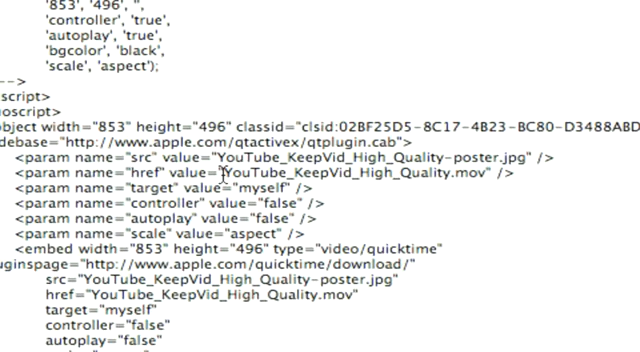 '853', '496', '',
'controller', 'true',
'autoplay', 'true',
'bgcolor', 'black',
'scale', 'aspect');
-->
script>
noscript>
object width="853" height="496" classid="clsid:02BF25D5-8C17-4B23-BC80-D3488ABD
debase="http://www.apple.com/qtactivex/qtplugin.cab">
<param name="src" value="YouTube_KeepVid_High_Quality-poster.jpg" />
<param name="href" value="YouTube_KeepVid_High_Quality.mov" />
<param name="target" value="myself" />
<param name="controller" value="false" />
<param name="autoplay" value="false" />
<param name="scale" value="aspect" />
<embed width="853" height="496" type="video/quicktime"
uginspage="http://www.apple.com/quicktime/download/"
src="YouTube_KeepVid_High_Quality-poster.jpg"
href="YouTube_KeepVid_High_Quality.mov"
target="myself"
controller="false"
autoplay="false"